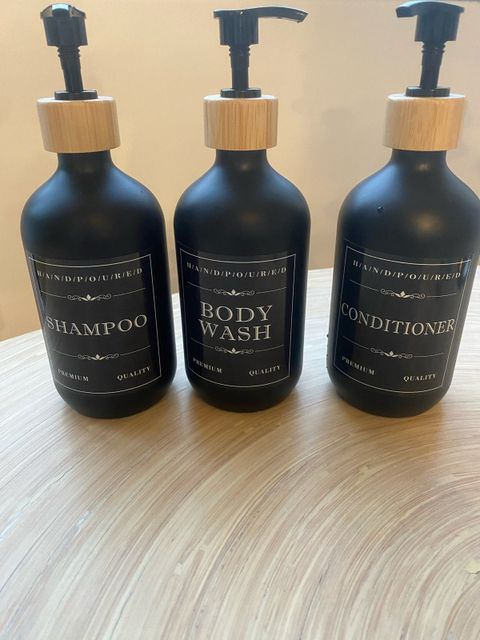 H/A/N/D/P/O/U/R/E/D
SHAMPOO
PREMIUM QUALITY
H/A/N/D/P/O/U/R/E/D
BODY
WASH
PREMIUM QUALITY
H/A/N/D/P/O/U/R/E/D
CONDITIONER
PREMIUM QUALITY